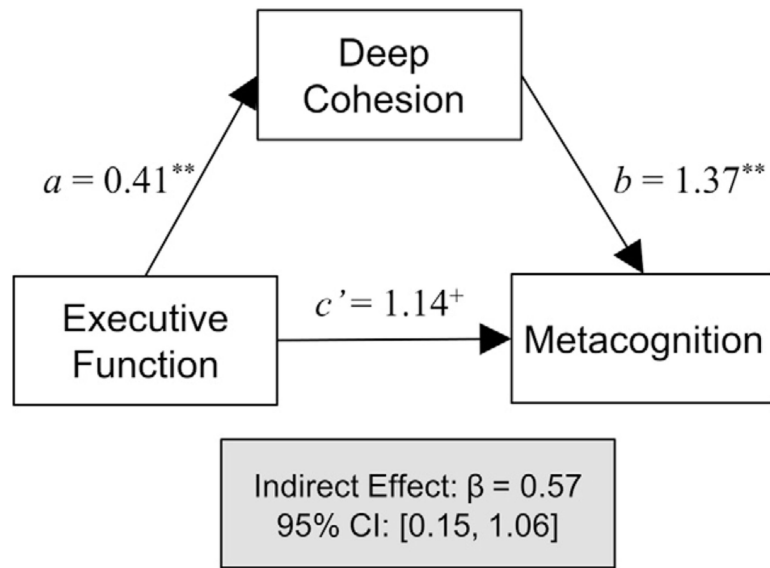 Deep
Cohesion
a = 0.41**
b = 1.37**
Executive
Function
c’= 1.14+
Metacognition
Indirect Effect: β = 0.57
95% CI: [0.15, 1.06]